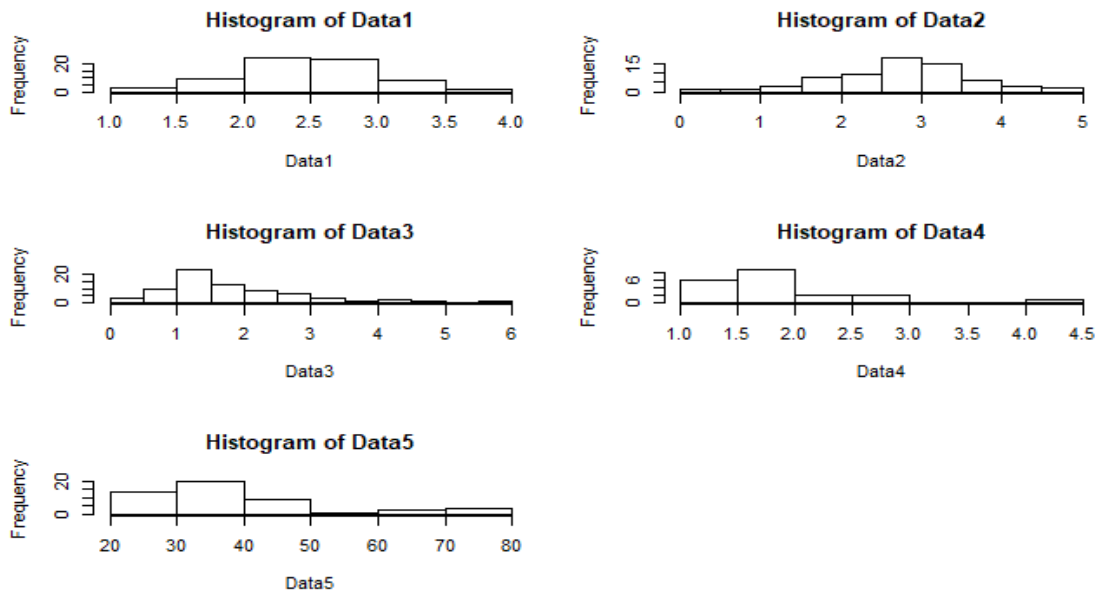 Histogram of Data1
Frequency
0 20
1.0 1.5 2.0 2.5 3.0 3.5 4.0
Data1
Histogram of Data2
Frequency
0 15
0 1 2 3 4 5
Data2
Histogram of Data3
Frequency
0 20
0 1 2 3 4 5 6
Data3
Histogram of Data4
Frequency
0 6
1.0 1.5 2.0 2.5 3.0 3.5 4.0 4.5
Data4
Histogram of Data5
Frequency
0 20
20 30 40 50 60 70 80
Data5